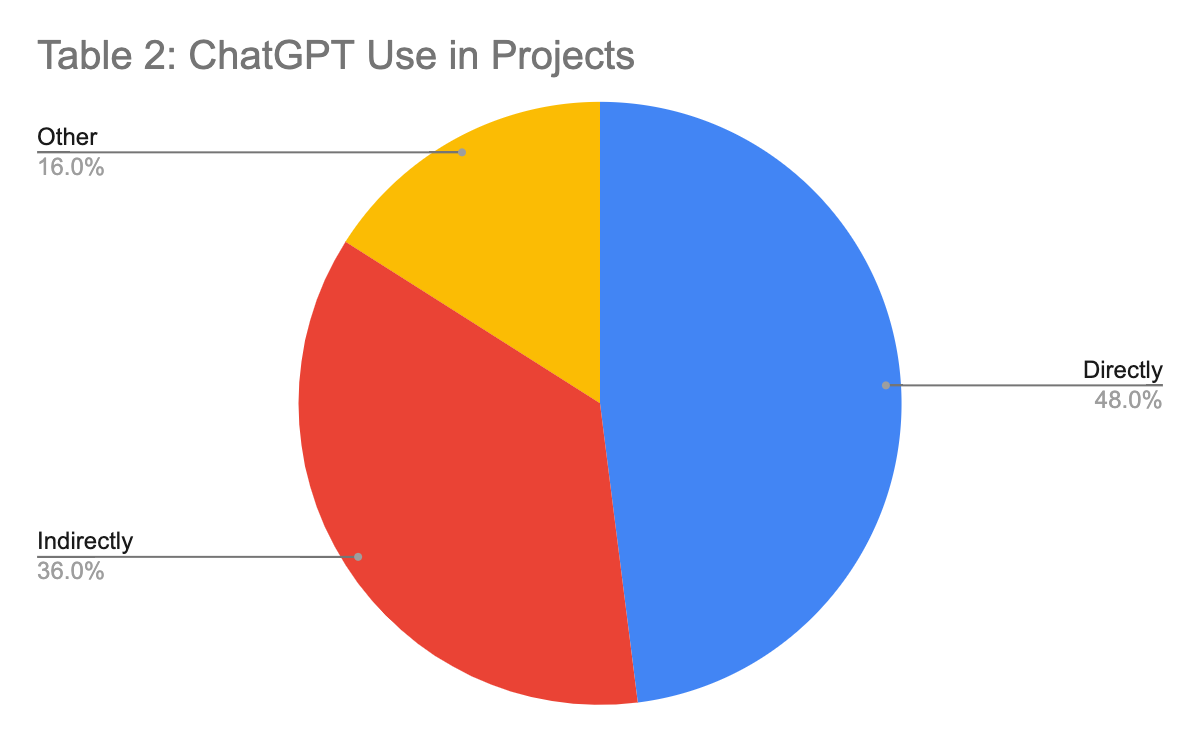 Table 2: ChatGPT Use in Projects
Other
16.0%
Directly
48.0%
Indirectly
36.0%